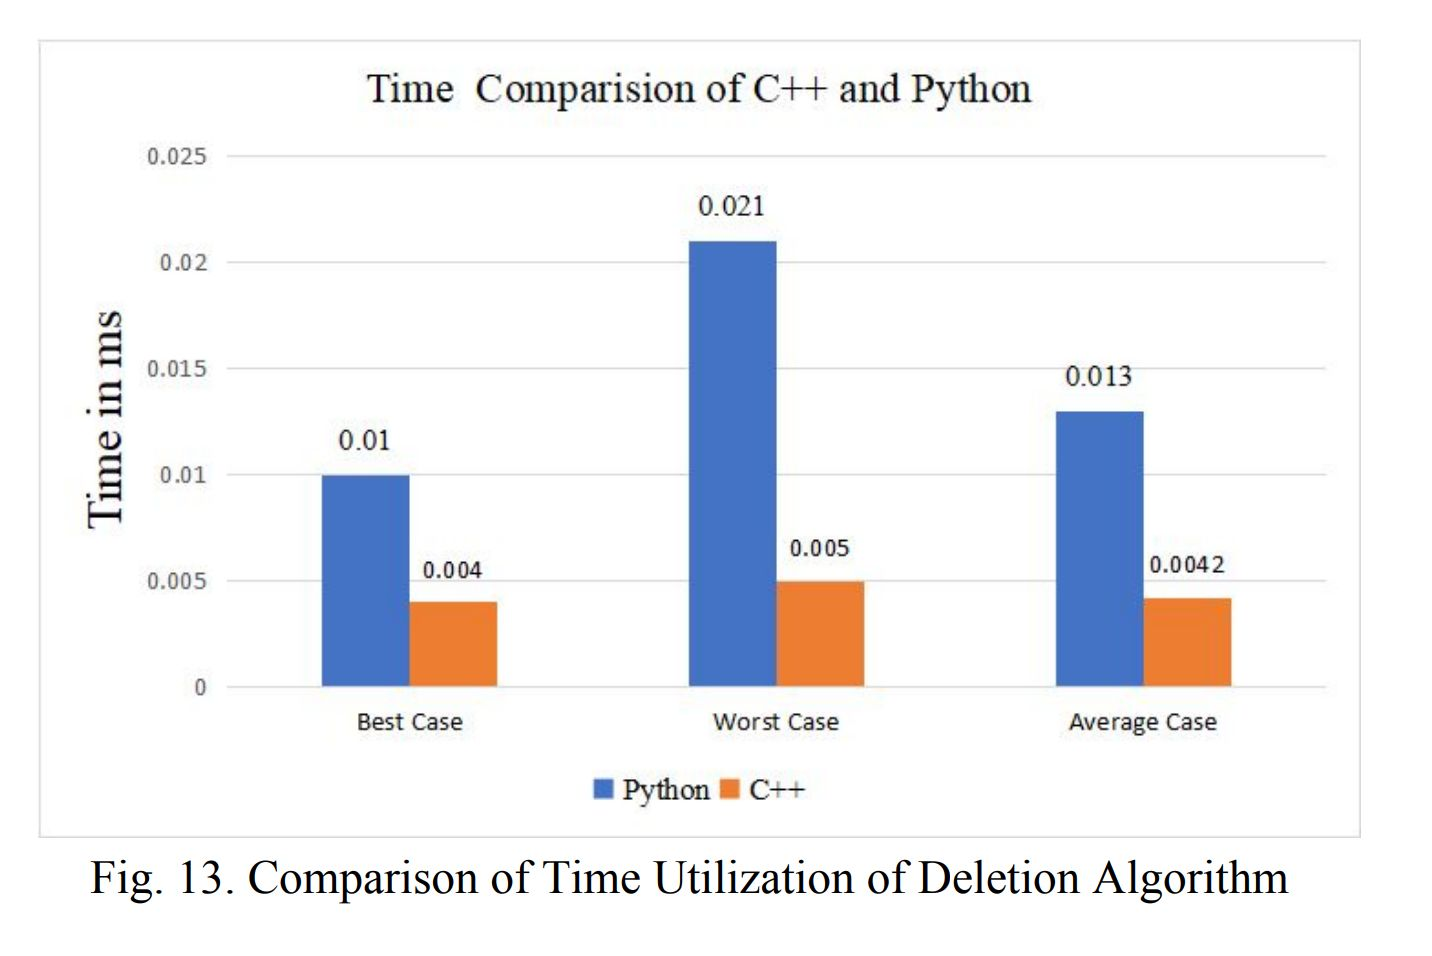 Time Comparision of C++ and Python
0.025
0.02
0.015
0.01
0.005
0
Time in ms
0.01
0.004
0.021
0.005
0.013
0.0042
Best Case
Worst Case
Average Case
Python
C++
Fig. 13. Comparison of Time Utilization of Deletion Algorithm